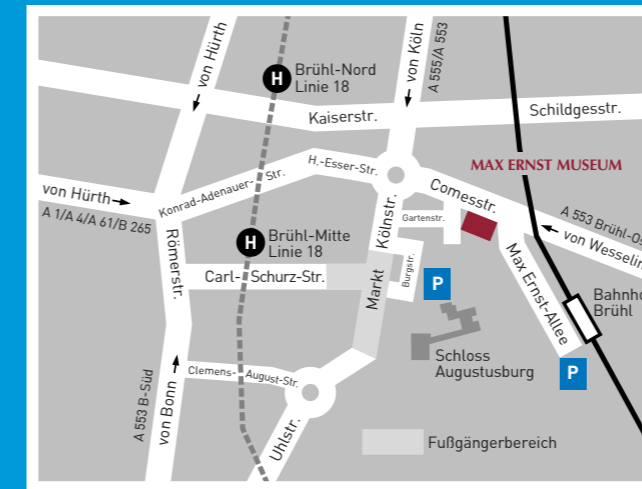 von Hürth
H
Brühl-Nord
Linie 18
von Köln
A 555/A 553
Kaiserstr.
Schildgesstr.
H.-Esser-Str.
MAX ERNST MUSEUM
Konrad-Adenauer-Str.
Comesstr.
von Hürth
A 1/A 4/A 61/B 265
Gartenstr.
A 553 Brühl-Os
von Wesselin
Kölnstr.
Römerstr.
H
Brühl-Mitte
Linie 18
Carl-Schurz-Str.
Markt
Burgstr.
P
Max Ernst-Allee
Bahnho
Brühl
Schloss
Augustusburg
P
Clemens-August-Str.
A 553 B-Süd
von Bonn
Uhlstr.
Fußgängerbereich